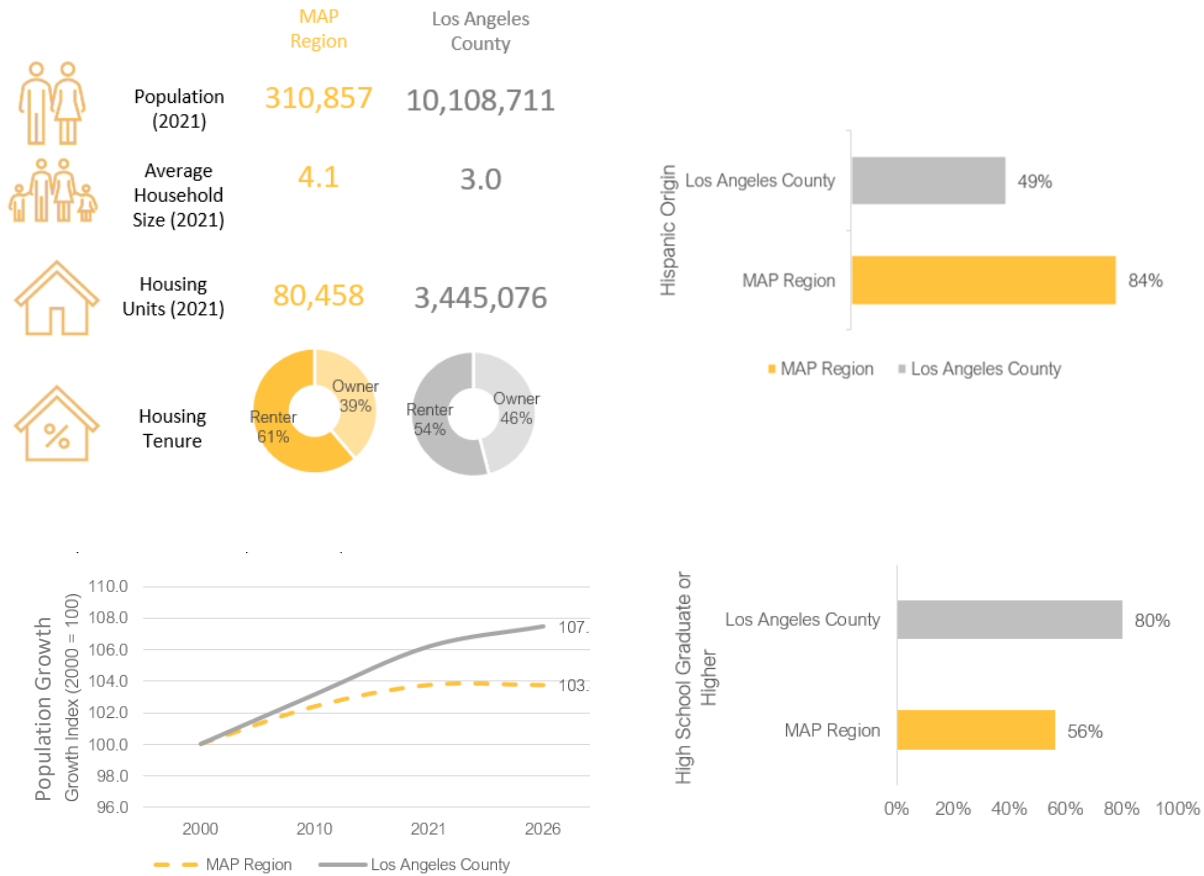 MAP
Region
Los Angeles
County
Population
(2021)
310,857
10,108,711
Average
Household
Size (2021)
4.1
3.0
Housing
Units (2021)
80,458
3,445,076
Housing
Tenure
Owner
39%
Renter
61%
Owner
46%
Renter
54%
Hispanic Origin
Los Angeles County
49%
MAP Region
84%
MAP Region
Los Angeles County
Population Growth
Growth Index (2000 = 100)
110.0
108.0
106.0
104.0
102.0
100.0
98.0
96.0
107.
103.
2000
2010
2021
2026
MAP Region
Los Angeles County
High School Graduate or
Higher
Los Angeles County
80%
MAP Region
56%
0%
20%
40%
60%
80%
100%